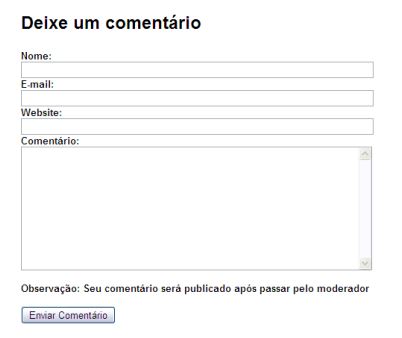 Deixe um comentário
Nome:
E-mail:
Website:
Comentário:
Observação: Seu comentário será publicado após passar pelo moderador
Enviar Comentário